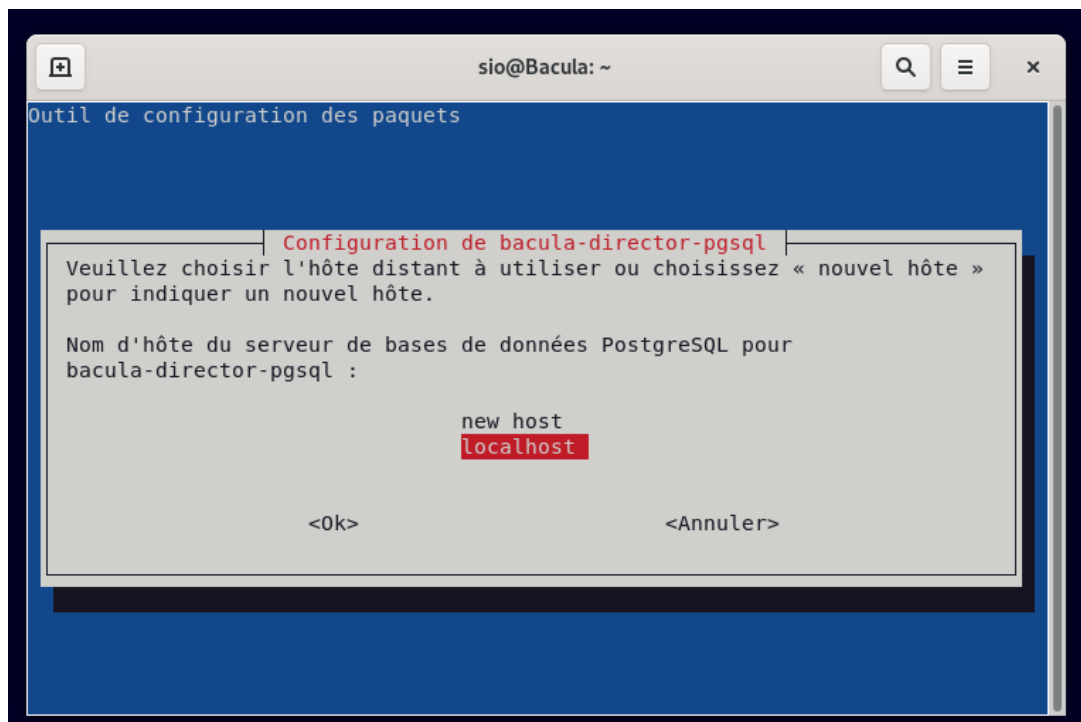 sio@Bacula: ~
Outil de configuration des paquets
Configuration de bacula-director-pgsql
Veuillez choisir l'hôte distant à utiliser ou choisissez « nouvel hôte »
pour indiquer un nouvel hôte.
Nom d'hôte du serveur de bases de données PostgreSQL pour
bacula-director-pgsql :
new host
localhost
<Ok> <Annuler>